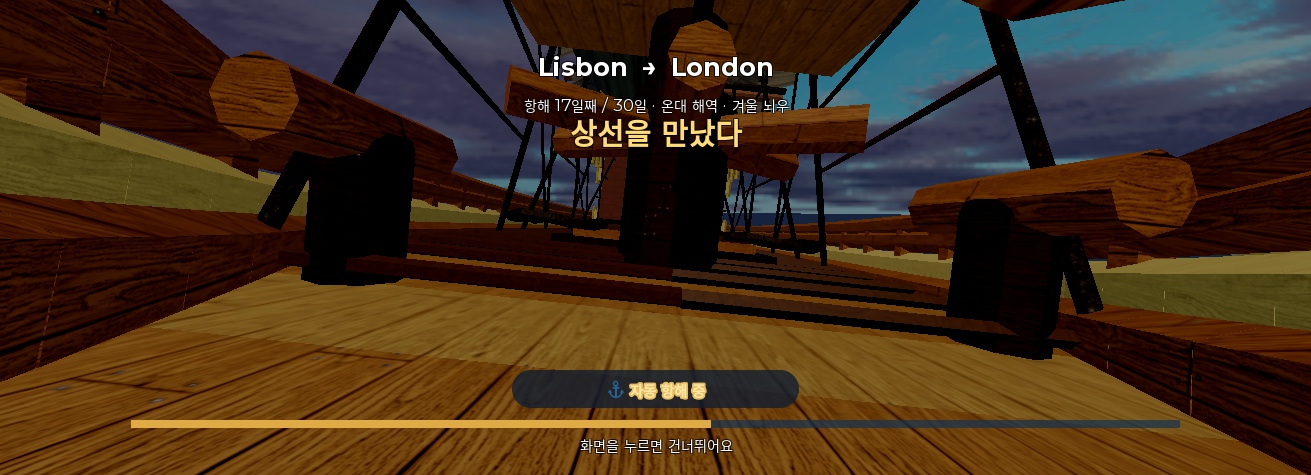 Lisbon → London
항해 17일째 / 30일 · 온대 해역 · 겨울 뇌우
상선을 만났다
⚓ 자동 항해 중
화면을 누르면 건너뛰어요